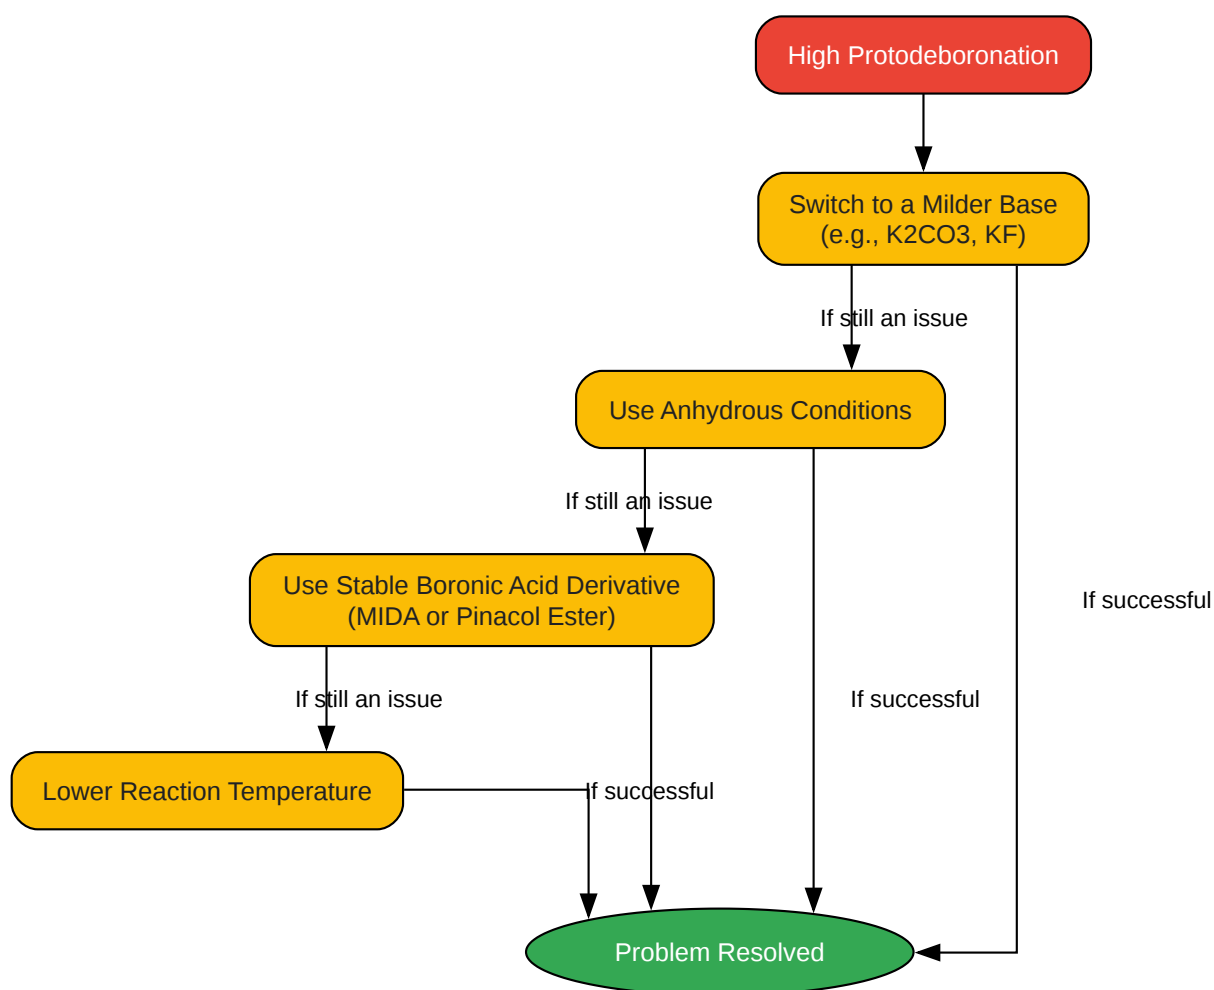 High Protodeboronation
Switch to a Milder Base
(e.g., K2CO3, KF)
If still an issue
Use Anhydrous Conditions
If still an issue
Use Stable Boronic Acid Derivative
(MIDA or Pinacol Ester)
If successful
If still an issue
If successful
Lower Reaction Temperature
If successful
Problem Resolved